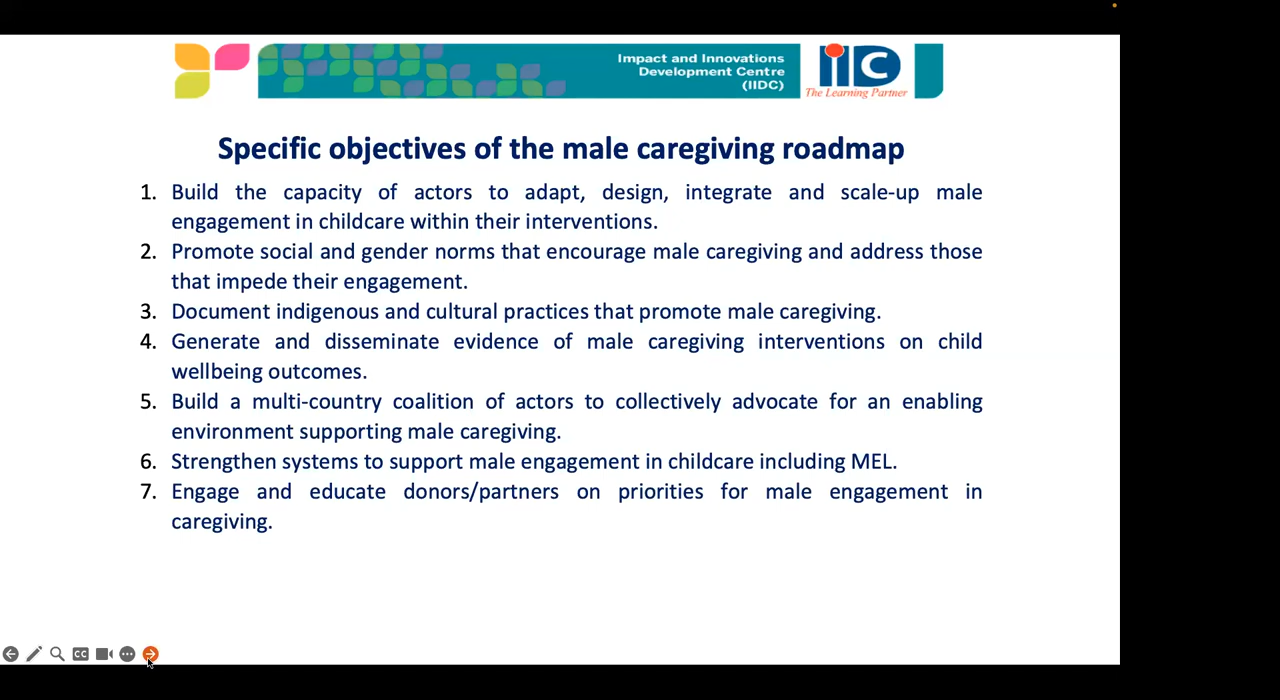 Impact and Innovations
Development Centre
(IIDC)
iic
The Learning Partner
Specific objectives of the male caregiving roadmap
1. Build the capacity of actors to adapt, design, integrate and scale-up male
engagement in childcare within their interventions.
2. Promote social and gender norms that encourage male caregiving and address those
that impede their engagement.
3. Document indigenous and cultural practices that promote male caregiving.
4. Generate and disseminate evidence of male caregiving interventions on child
wellbeing outcomes.
5. Build a multi-country coalition of actors to collectively advocate for an enabling
environment supporting male caregiving.
6. Strengthen systems to support male engagement in childcare including MEL.
7. Engage and educate donors/partners on priorities for male engagement in
caregiving.
CC